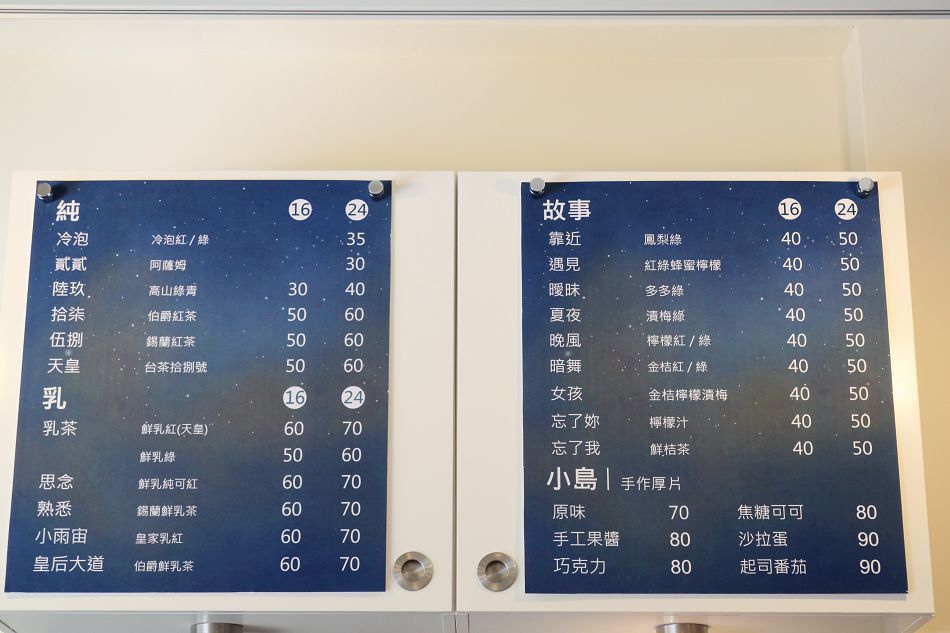 純 16 24
冷泡 冷泡紅/綠 35
貳貳 阿薩姆 30
陸玖 高山綠青 30 40
拾柒 伯爵紅茶 50 60
伍捌 錫蘭紅茶 50 60
天皇 台茶拾捌號 50 60
乳 16 24
乳茶 鮮乳紅(天皇) 60 70
鮮乳綠 50 60
思念 鮮乳純可紅 60 70
熟悉 錫蘭鮮乳茶 60 70
小雨宙 皇家乳紅 60 70
皇后大道 伯爵鮮乳茶 60 70
故事 16 24
靠近 鳳梨綠 40 50
遇見 紅綠蜂蜜檸檬 40 50
曖昧 多多綠 40 50
夏夜 漬梅綠 40 50
晚風 檸檬紅/綠 40 50
暗舞 金桔紅/綠 40 50
女孩 金桔檸檬漬梅 40 50
忘了妳 檸檬汁 40 50
忘了我 鮮桔茶 40 50
小島｜手作厚片
原味 70 焦糖可可 80
手工果醬 80 沙拉蛋 90
巧克力 80 起司番茄 90